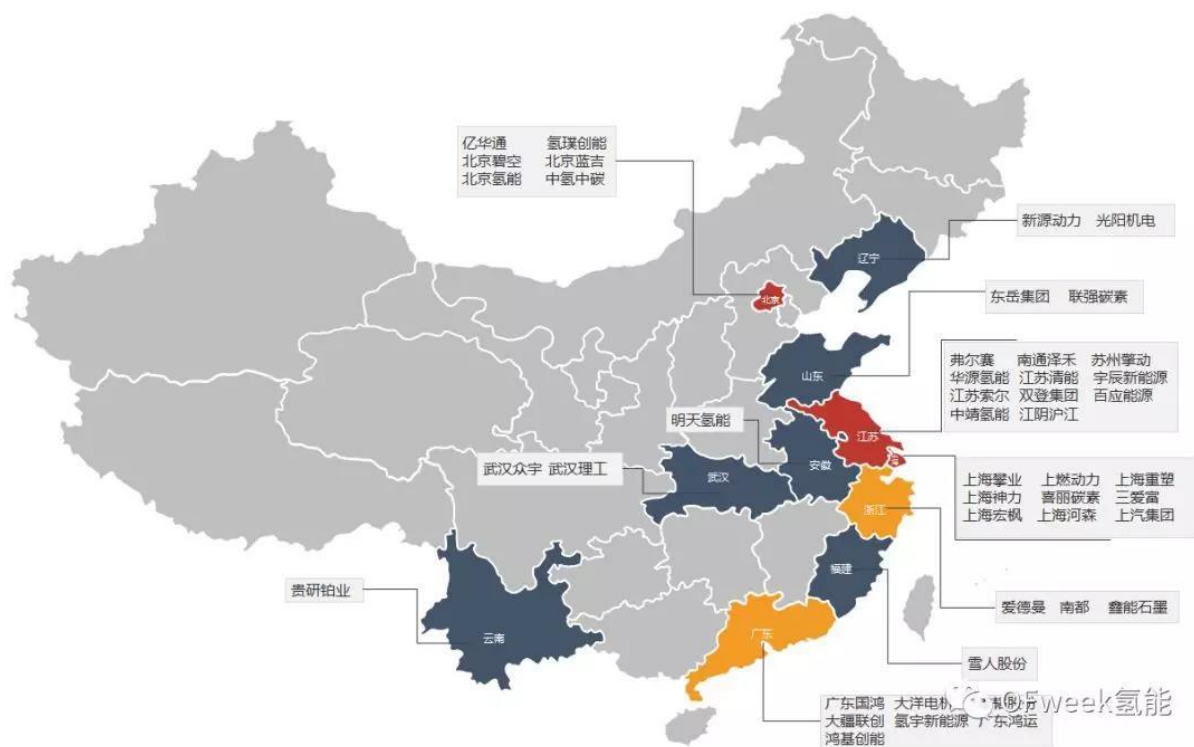 亿华通 氢璞创能
北京碧空 北京蓝吉
北京氢能 中氢中碳
新源动力 光阳机电
辽宁
北京
东岳集团 联强碳素
山东
弗尔赛 南通泽禾 苏州擎动
华源氢能 江苏清能 宇辰新能源
江苏索尔 双登集团 百应能源
中靖氢能 江阴沪江
明天氢能
江苏
武汉众宇 武汉理工
武汉
安徽
上海攀业 上燃动力 上海重塑
上海神力 喜丽碳素 三爱富
上海宏枫 上海河森 上汽集团
浙江
福建
贵研铂业
爱德曼 南都 鑫能石墨
云南
广东
雪人股份
广东国鸿 大洋电机 股份
大疆联创 氢宇新能源 广东鸿运
鸿基创能
OFweek氢能